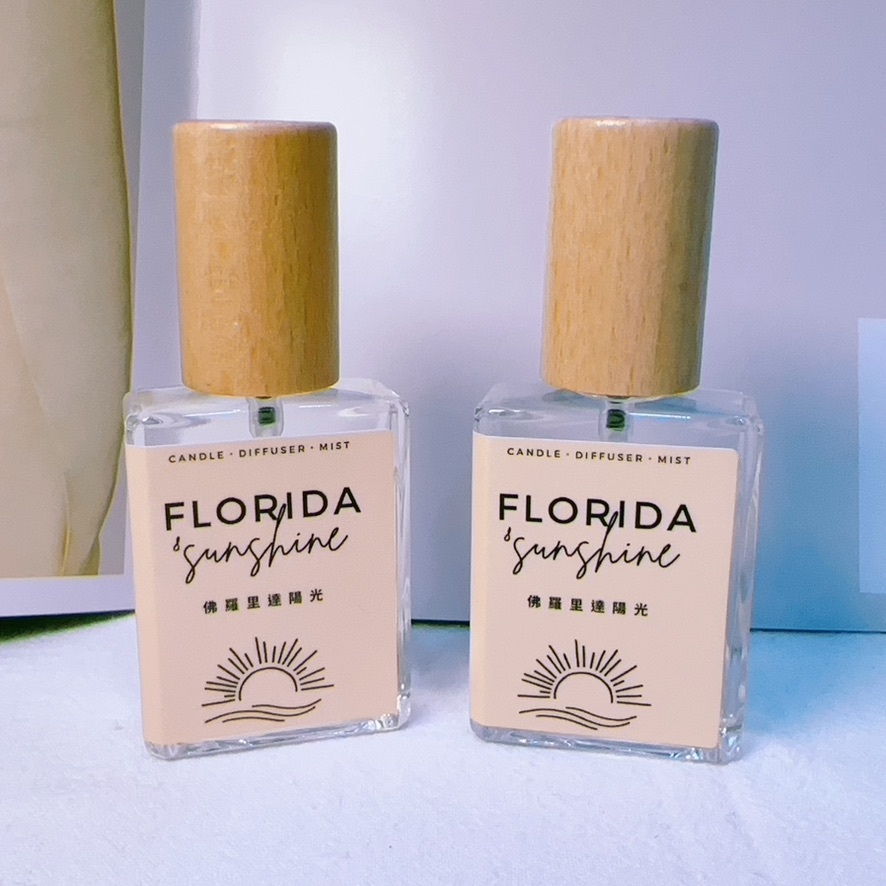 CANDLE · DIFFUSER · MIST
FLORIDA
sunshine
佛羅里達陽光
CANDLE · DIFFUSER · MIST
FLORIDA
sunshine
佛羅里達陽光